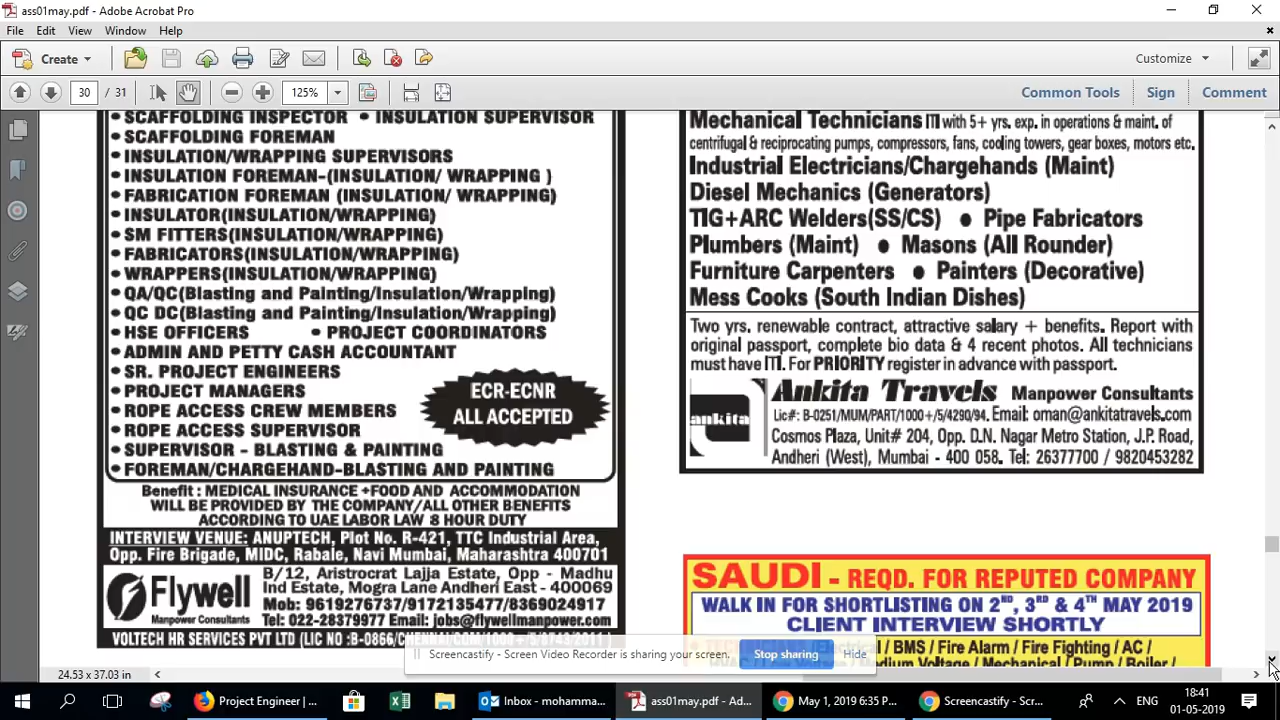 ass01may.pdf - Adobe Acrobat Pro
File Edit View Window Help
Create
Customize
30 / 31
125%
Common Tools Sign Comment
• SCAFFOLDING INSPECTOR • INSULATION SUPERVISOR
• SCAFFOLDING FOREMAN
• INSULATION/WRAPPING SUPERVISORS
• INSULATION FOREMAN-(INSULATION/ WRAPPING )
• FABRICATION FOREMAN (INSULATION/ WRAPPING)
• INSULATOR(INSULATION/WRAPPING)
• SM FITTERS(INSULATION/WRAPPING)
• FABRICATORS(INSULATION/WRAPPING)
• WRAPPERS(INSULATION/WRAPPING)
• QA/QC(Blasting and Painting/Insulation/Wrapping)
• QC DC(Blasting and Painting/Insulation/Wrapping)
• HSE OFFICERS • PROJECT COORDINATORS
• ADMIN AND PETTY CASH ACCOUNTANT
• SR. PROJECT ENGINEERS
• PROJECT MANAGERS
• ROPE ACCESS CREW MEMBERS
• ROPE ACCESS SUPERVISOR
• SUPERVISOR - BLASTING & PAINTING
• FOREMAN/CHARGEHAND-BLASTING AND PAINTING
ECR-ECNR
ALL ACCEPTED
Benefit : MEDICAL INSURANCE +FOOD AND ACCOMMODATION
WILL BE PROVIDED BY THE COMPANY/ALL OTHER BENEFITS
ACCORDING TO UAE LABOR LAW 8 HOUR DUTY
INTERVIEW VENUE: ANUPTECH, Plot No. R-421, TTC Industrial Area,
Opp. Fire Brigade, MIDC, Rabale, Navi Mumbai, Maharashtra 400701
Flywell
Manpower Consultants
B/12, Aristrocrat Lajja Estate, Opp - Madhu
Ind Estate, Mogra Lane Andheri East - 400069
Mob: 9619276737/9172135477/8369024917
Tel: 022-28379977 Email: jobs@flywellmanpower.com
VOLTECH HR SERVICES PVT LTD (LIC NO :B-0866/
Mechanical Technicians ITI with 5+ yrs. exp. in operations & maint. of
centrifugal & reciprocating pumps, compressors, fans, cooling towers, gear boxes, motors etc.
Industrial Electricians/Chargehands (Maint)
Diesel Mechanics (Generators)
TIG+ARC Welders(SS/CS) • Pipe Fabricators
Plumbers (Maint) • Masons (All Rounder)
Furniture Carpenters • Painters (Decorative)
Mess Cooks (South Indian Dishes)
Two yrs. renewable contract, attractive salary + benefits. Report with
original passport, complete bio data & 4 recent photos. All technicians
must have ITI. For PRIORITY register in advance with passport.
ankita
Ankita Travels Manpower Consultants
Lic#: B-0251/MUM/PART/1000+/5/4290/94. Email: oman@ankitatravels.com
Cosmos Plaza, Unit# 204, Opp. D.N. Nagar Metro Station, J.P. Road,
Andheri (West), Mumbai - 400 058. Tel: 26377700 / 9820453282
SAUDI - REQD. FOR REPUTED COMPANY
WALK IN FOR SHORTLISTING ON 2ND, 3RD & 4TH MAY 2019
CLIENT INTERVIEW SHORTLY
/ BMS / Fire Alarm / Fire Fighting / AC /
Voltage / Mechanical / Pump / Boiler /
Screencastify - Screen Video Recorder is sharing your screen. Stop sharing Hide
24.53 x 37.03 in
Project Engineer |...
Inbox - mohamma...
ass01may.pdf - Ad...
May 1, 2019 6:35 P...
Screencastify - Scr...
ENG
18:41
01-05-2019